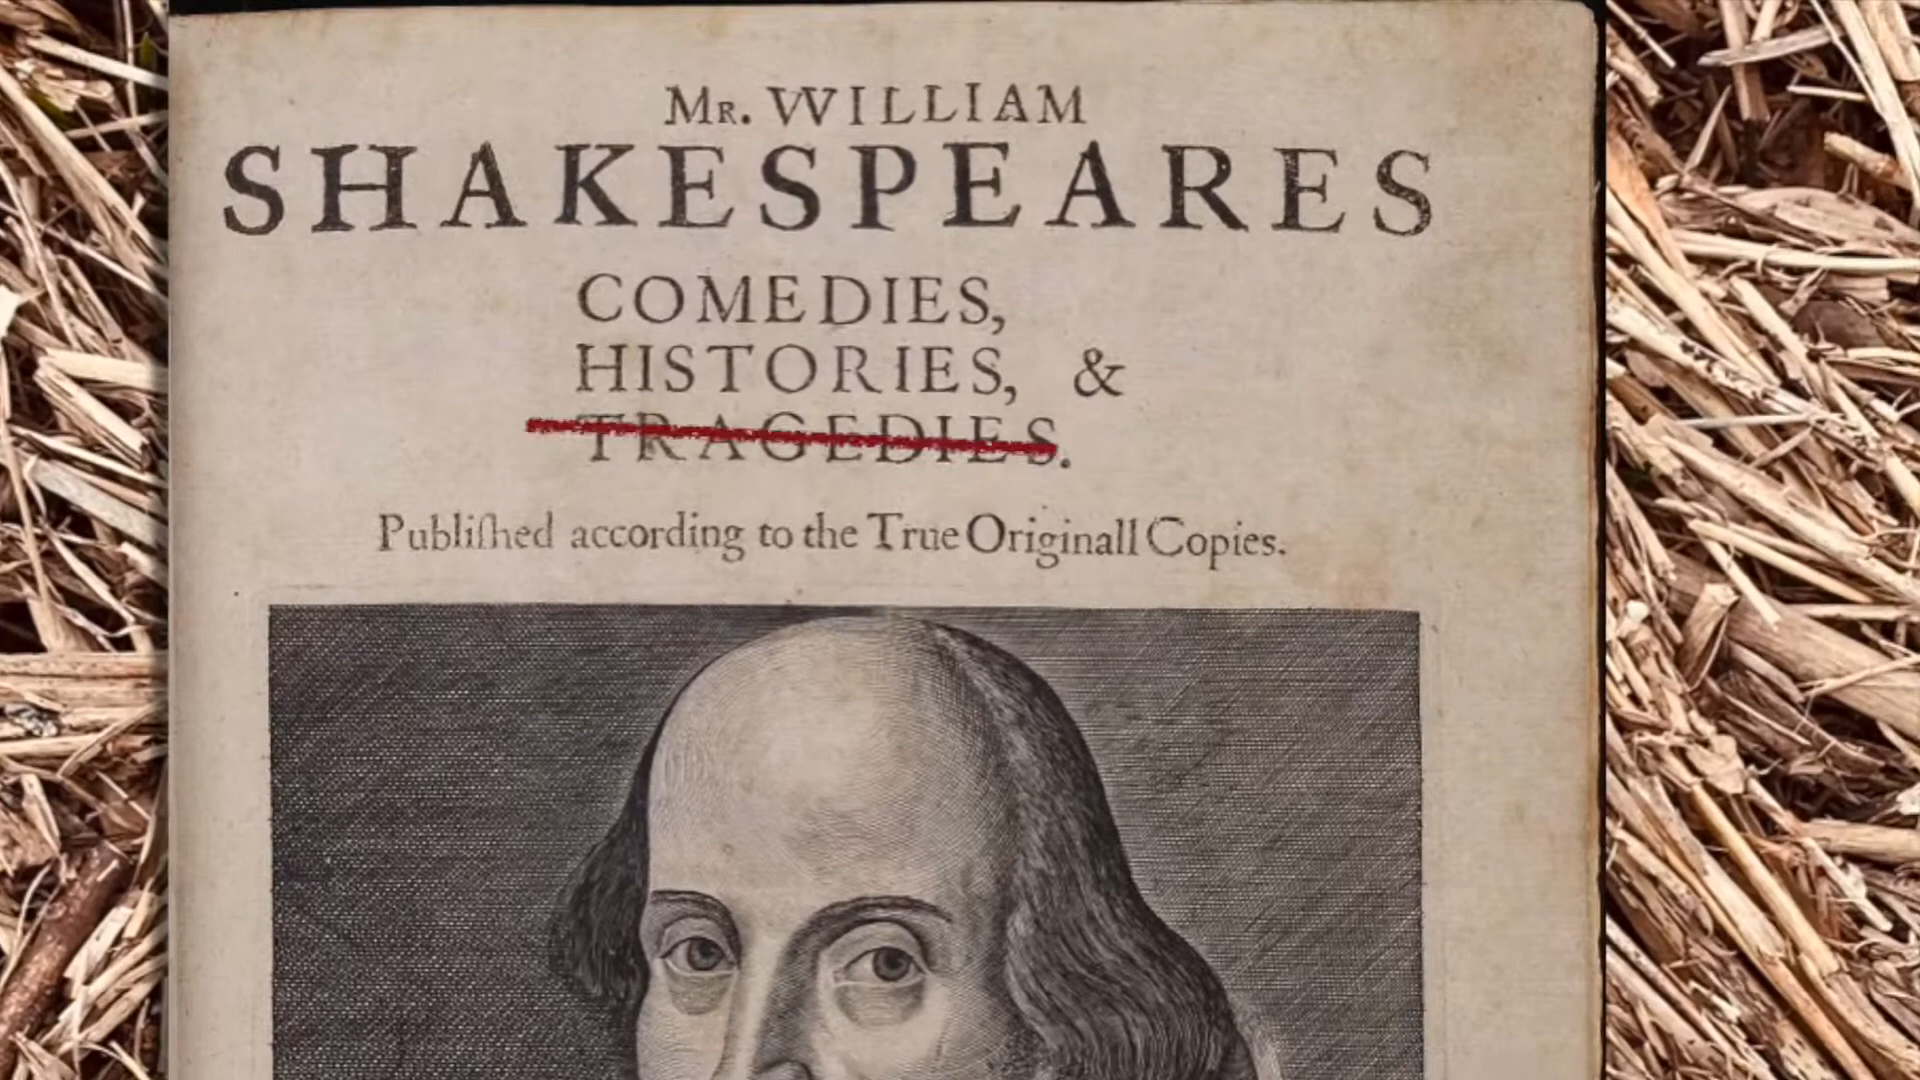 Mr. WILLIAM
SHAKESPEARES
COMEDIES,
HISTORIES, &
TRAGEDIES.
Publiſhed according to the True Originall Copies.